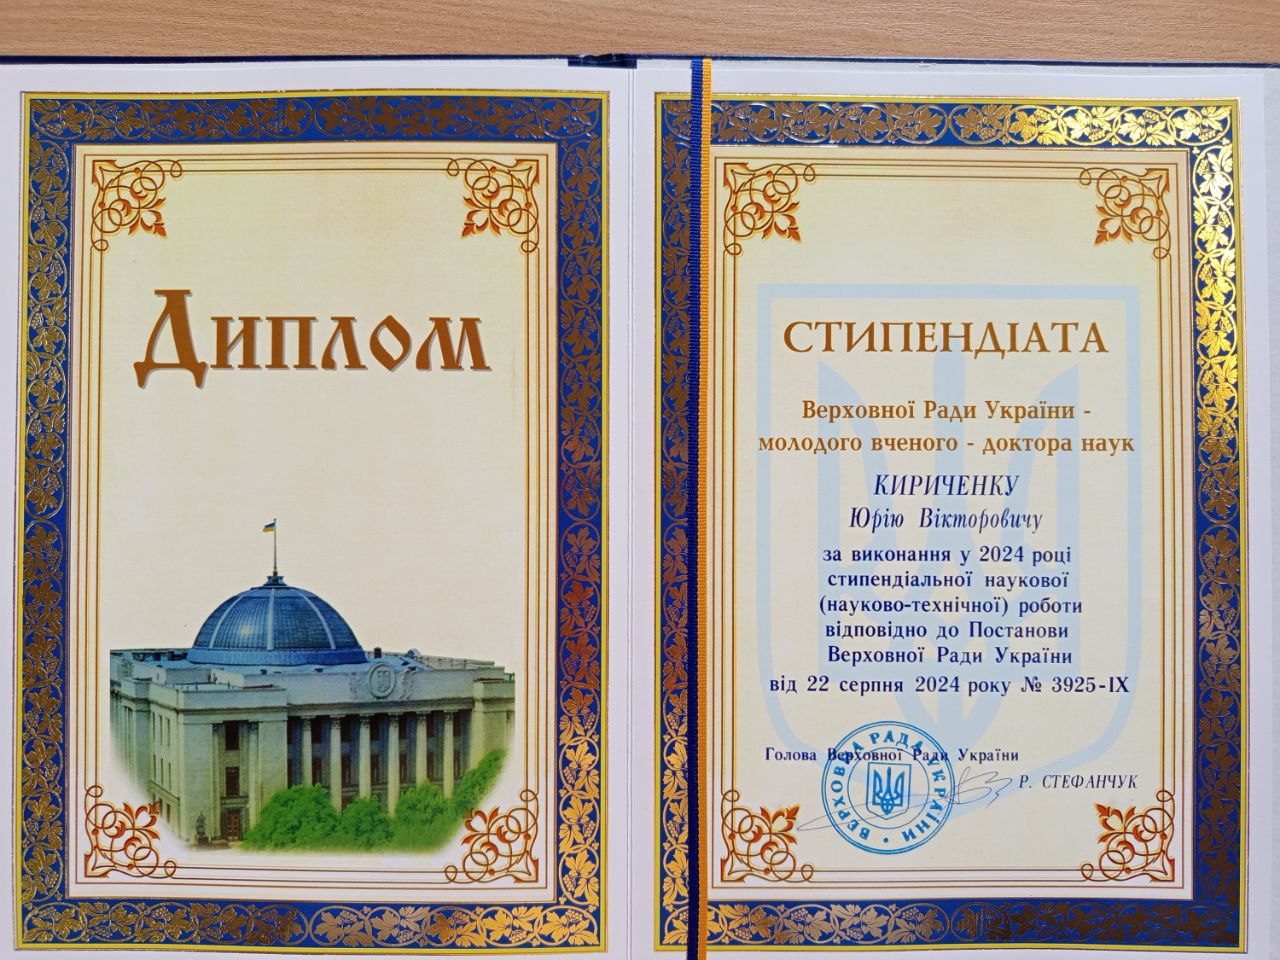 Диплом
СТИПЕНДІАТА
Верховної Ради України -
молодого вченого - доктора наук
КИРИЧЕНКУ
Юрію Вікторовичу
за виконання у 2024 році
стипендіальної наукової
(науково-технічної) роботи
відповідно до Постанови
Верховної Ради України
від 22 серпня 2024 року № 3925-IX
Голова Верховної Ради України
Р. СТЕФАНЧУК
ВЕРХОВНА РАДА УКРАЇНИ